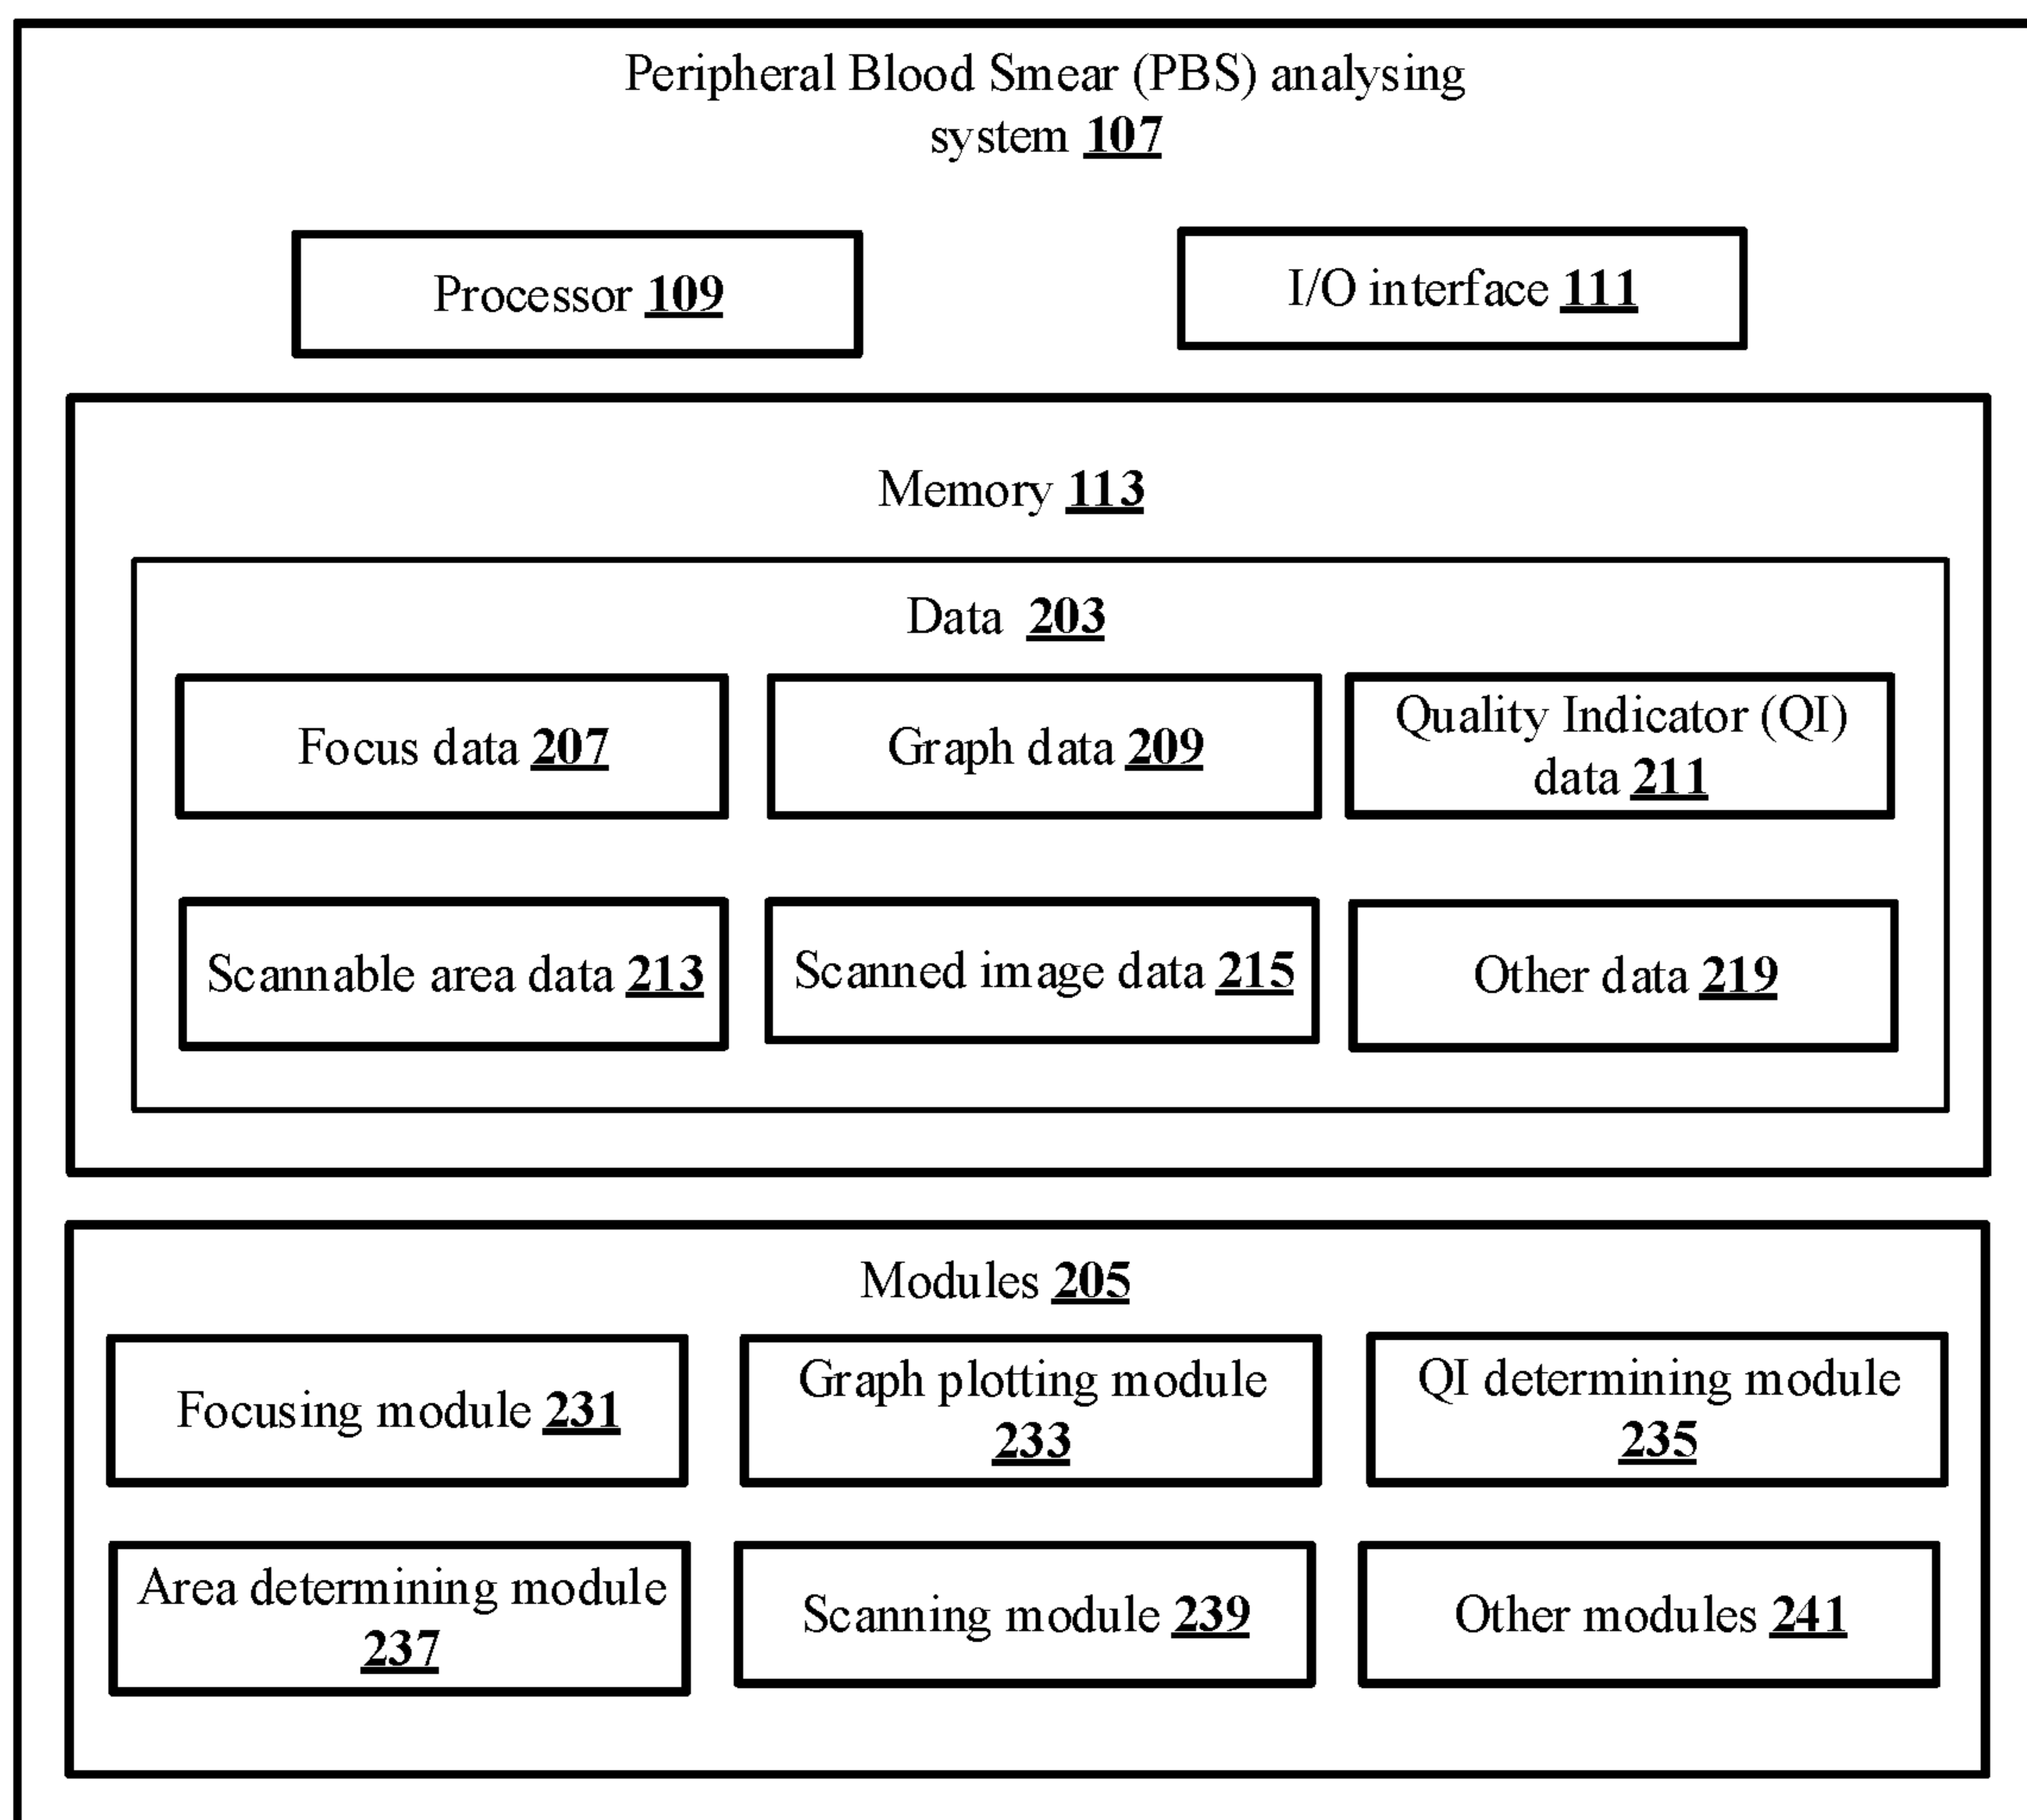 Peripheral Blood Smear (PBS) analysing
system 107
Processor 109
I/O interface 111
Memory 113
Data 203
Focus data 207
Graph data 209
Quality Indicator (QI)
data 211
Scannable area data 213
Scanned image data 215
Other data 219
Modules 205
Focusing module 231
Graph plotting module
233
QI determining module
235
Area determining module
237
Scanning module 239
Other modules 241